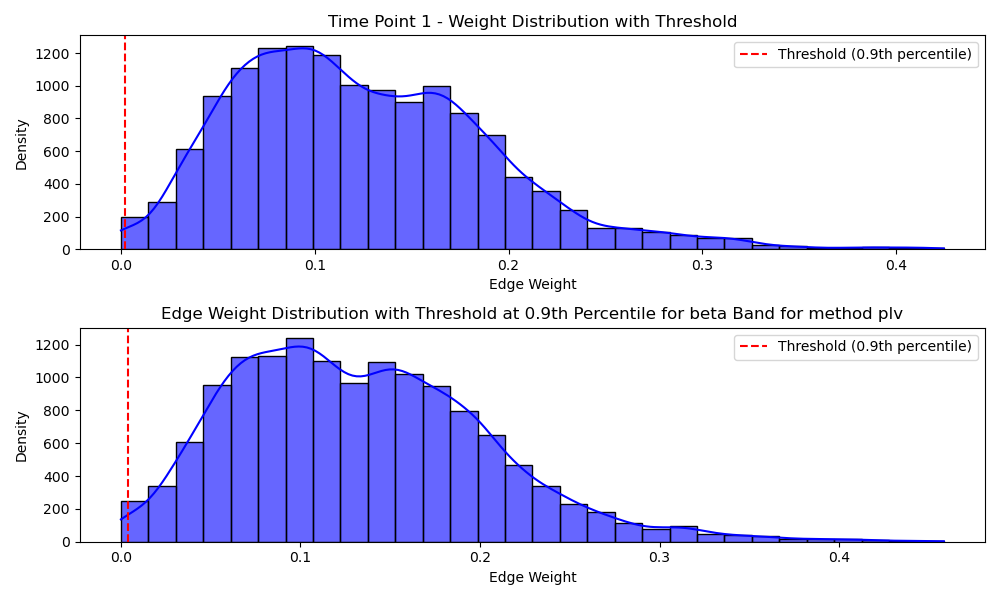 Time Point 1 - Weight Distribution with Threshold
Threshold (0.9th percentile)
Density
1200
1000
800
600
400
200
0
0.0 0.1 0.2 0.3 0.4
Edge Weight
Edge Weight Distribution with Threshold at 0.9th Percentile for beta Band for method plv
Threshold (0.9th percentile)
Density
1200
1000
800
600
400
200
0
0.0 0.1 0.2 0.3 0.4
Edge Weight